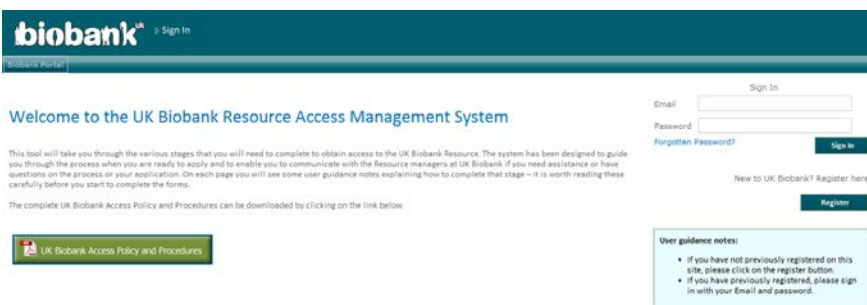 biobank uk Sign In
Biobank Portal
Sign In
Email
Welcome to the UK Biobank Resource Access Management System
Password
Forgotten Password?
Sign In
This tool will take you through the various stages that you will need to complete to obtain access to the UK Biobank Resource. The system has been designed to guide
you through the process when you are ready to apply and to enable you to communicate with the Resource managers at UK Biobank if you need assistance or have
questions on the process or your application. On each page you will see some user guidance notes explaining how to complete that stage – it is worth reading these
carefully before you start to complete the forms.
New to UK Biobank? Register here
The complete UK Biobank Access Policy and Procedures can be downloaded by clicking on the link below
Register
UK Biobank Access Policy and Procedures
User guidance notes:
• If you have not previously registered on this
site, please click on the register button.
• If you have previously registered, please sign
in with your Email and password.